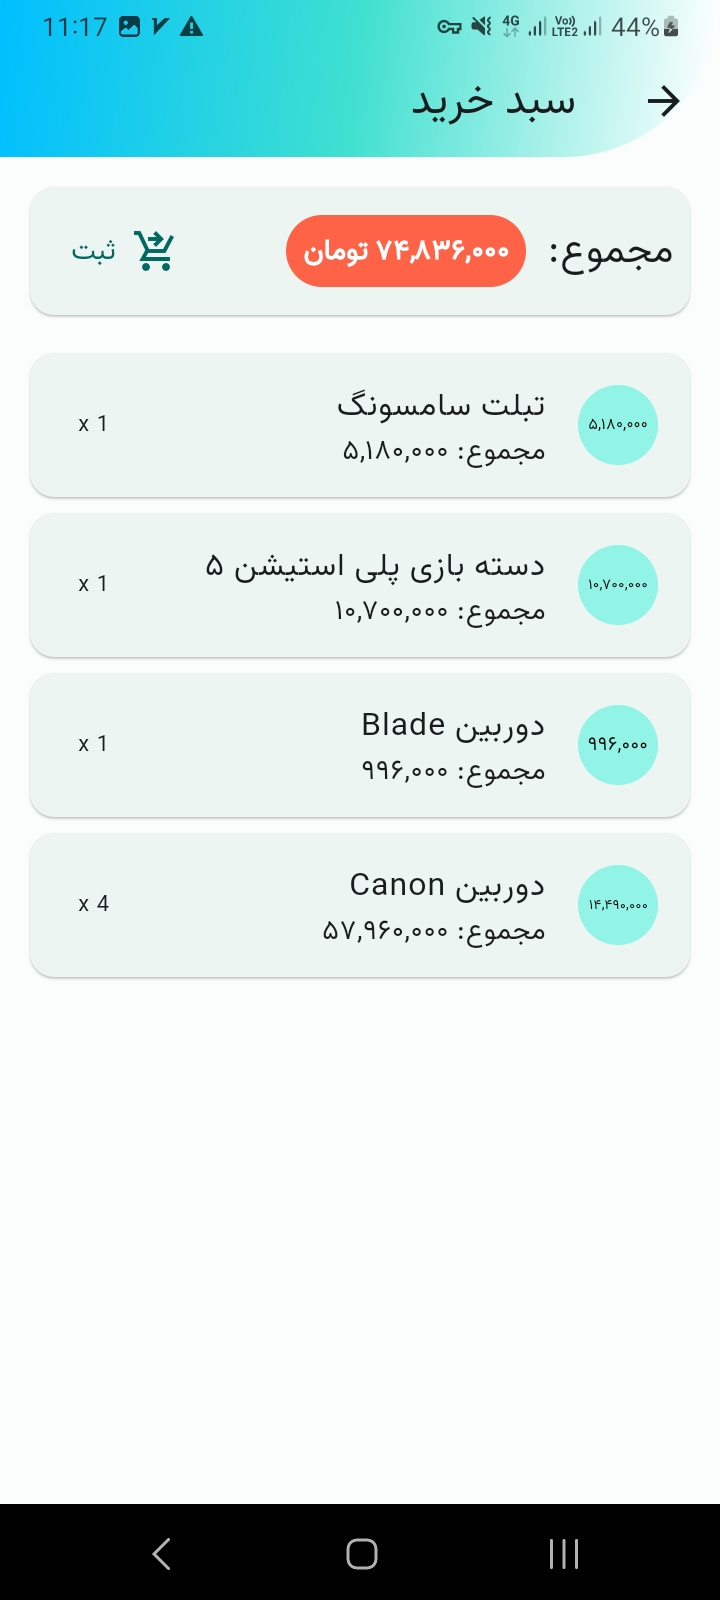 11:17 4G Vo)) LTE2 44%
سبد خرید
مجموع: ۷۴,۸۳۶,۰۰۰ تومان ثبت
۵,۱۸۰,۰۰۰
تبلت سامسونگ
مجموع: ۵,۱۸۰,۰۰۰
x 1
۱۰,۷۰۰,۰۰۰
دسته بازی پلی استیشن ۵
مجموع: ۱۰,۷۰۰,۰۰۰
x 1
۹۹۶,۰۰۰
دوربین Blade
مجموع: ۹۹۶,۰۰۰
x 1
۱۴,۴۹۰,۰۰۰
دوربین Canon
مجموع: ۵۷,۹۶۰,۰۰۰
x 4